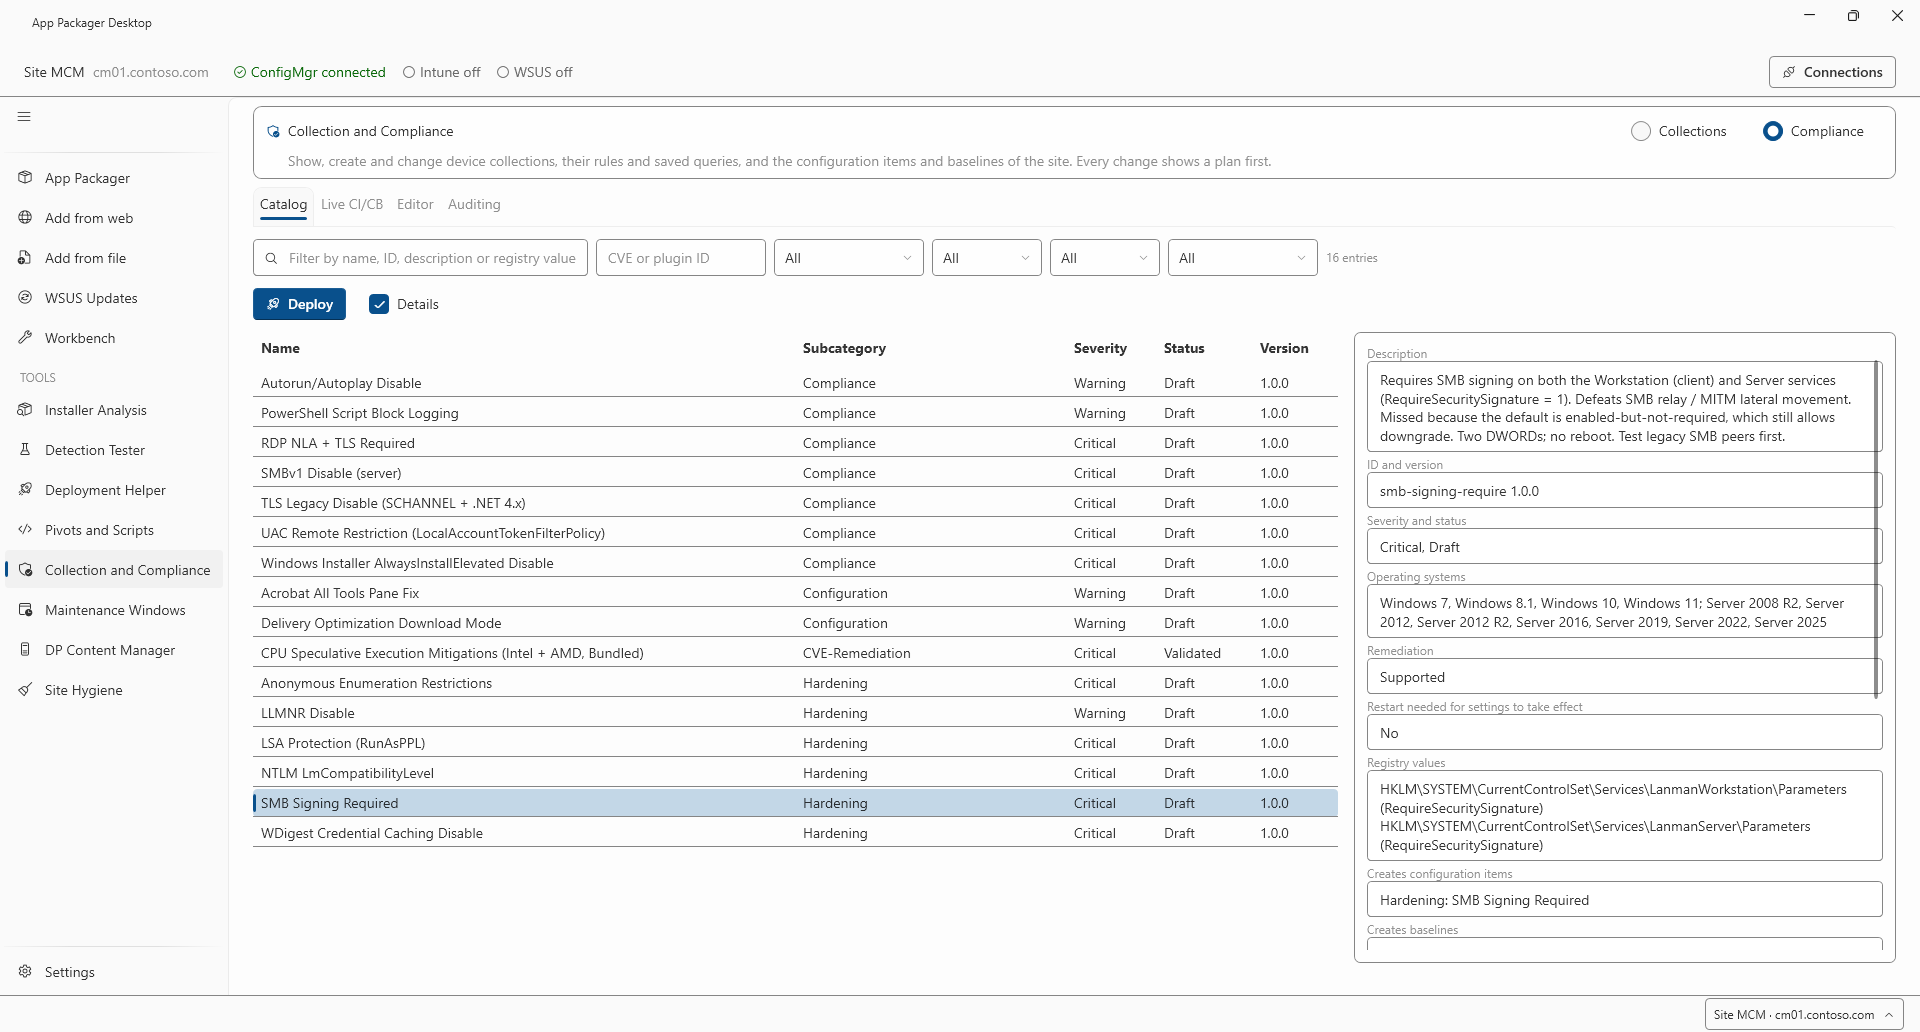 App Packager Desktop
Site MCM cm01.contoso.com ConfigMgr connected Intune off WSUS off Connections
Collection and Compliance Collections Compliance
Show, create and change device collections, their rules and saved queries, and the configuration items and baselines of the site. Every change shows a plan first.
App Packager
Add from web
Add from file
WSUS Updates
Workbench
TOOLS
Installer Analysis
Detection Tester
Deployment Helper
Pivots and Scripts
Collection and Compliance
Maintenance Windows
DP Content Manager
Site Hygiene
Settings
Catalog Live CI/CB Editor Auditing
Filter by name, ID, description or registry value CVE or plugin ID All All All All 16 entries
Deploy Details
Name Subcategory Severity Status Version
Autorun/Autoplay Disable Compliance Warning Draft 1.0.0
PowerShell Script Block Logging Compliance Warning Draft 1.0.0
RDP NLA + TLS Required Compliance Critical Draft 1.0.0
SMBv1 Disable (server) Compliance Critical Draft 1.0.0
TLS Legacy Disable (SCHANNEL + .NET 4.x) Compliance Critical Draft 1.0.0
UAC Remote Restriction (LocalAccountTokenFilterPolicy) Compliance Critical Draft 1.0.0
Windows Installer AlwaysInstallElevated Disable Compliance Critical Draft 1.0.0
Acrobat All Tools Pane Fix Configuration Warning Draft 1.0.0
Delivery Optimization Download Mode Configuration Warning Draft 1.0.0
CPU Speculative Execution Mitigations (Intel + AMD, Bundled) CVE-Remediation Critical Validated 1.0.0
Anonymous Enumeration Restrictions Hardening Critical Draft 1.0.0
LLMNR Disable Hardening Warning Draft 1.0.0
LSA Protection (RunAsPPL) Hardening Critical Draft 1.0.0
NTLM LmCompatibilityLevel Hardening Critical Draft 1.0.0
SMB Signing Required Hardening Critical Draft 1.0.0
WDigest Credential Caching Disable Hardening Critical Draft 1.0.0
Description
Requires SMB signing on both the Workstation (client) and Server services
(RequireSecuritySignature = 1). Defeats SMB relay / MITM lateral movement.
Missed because the default is enabled-but-not-required, which still allows
downgrade. Two DWORDs; no reboot. Test legacy SMB peers first.
ID and version
smb-signing-require 1.0.0
Severity and status
Critical, Draft
Operating systems
Windows 7, Windows 8.1, Windows 10, Windows 11; Server 2008 R2, Server
2012, Server 2012 R2, Server 2016, Server 2019, Server 2022, Server 2025
Remediation
Supported
Restart needed for settings to take effect
No
Registry values
HKLM\SYSTEM\CurrentControlSet\Services\LanmanWorkstation\Parameters
(RequireSecuritySignature)
HKLM\SYSTEM\CurrentControlSet\Services\LanmanServer\Parameters
(RequireSecuritySignature)
Creates configuration items
Hardening: SMB Signing Required
Creates baselines
Site MCM · cm01.contoso.com